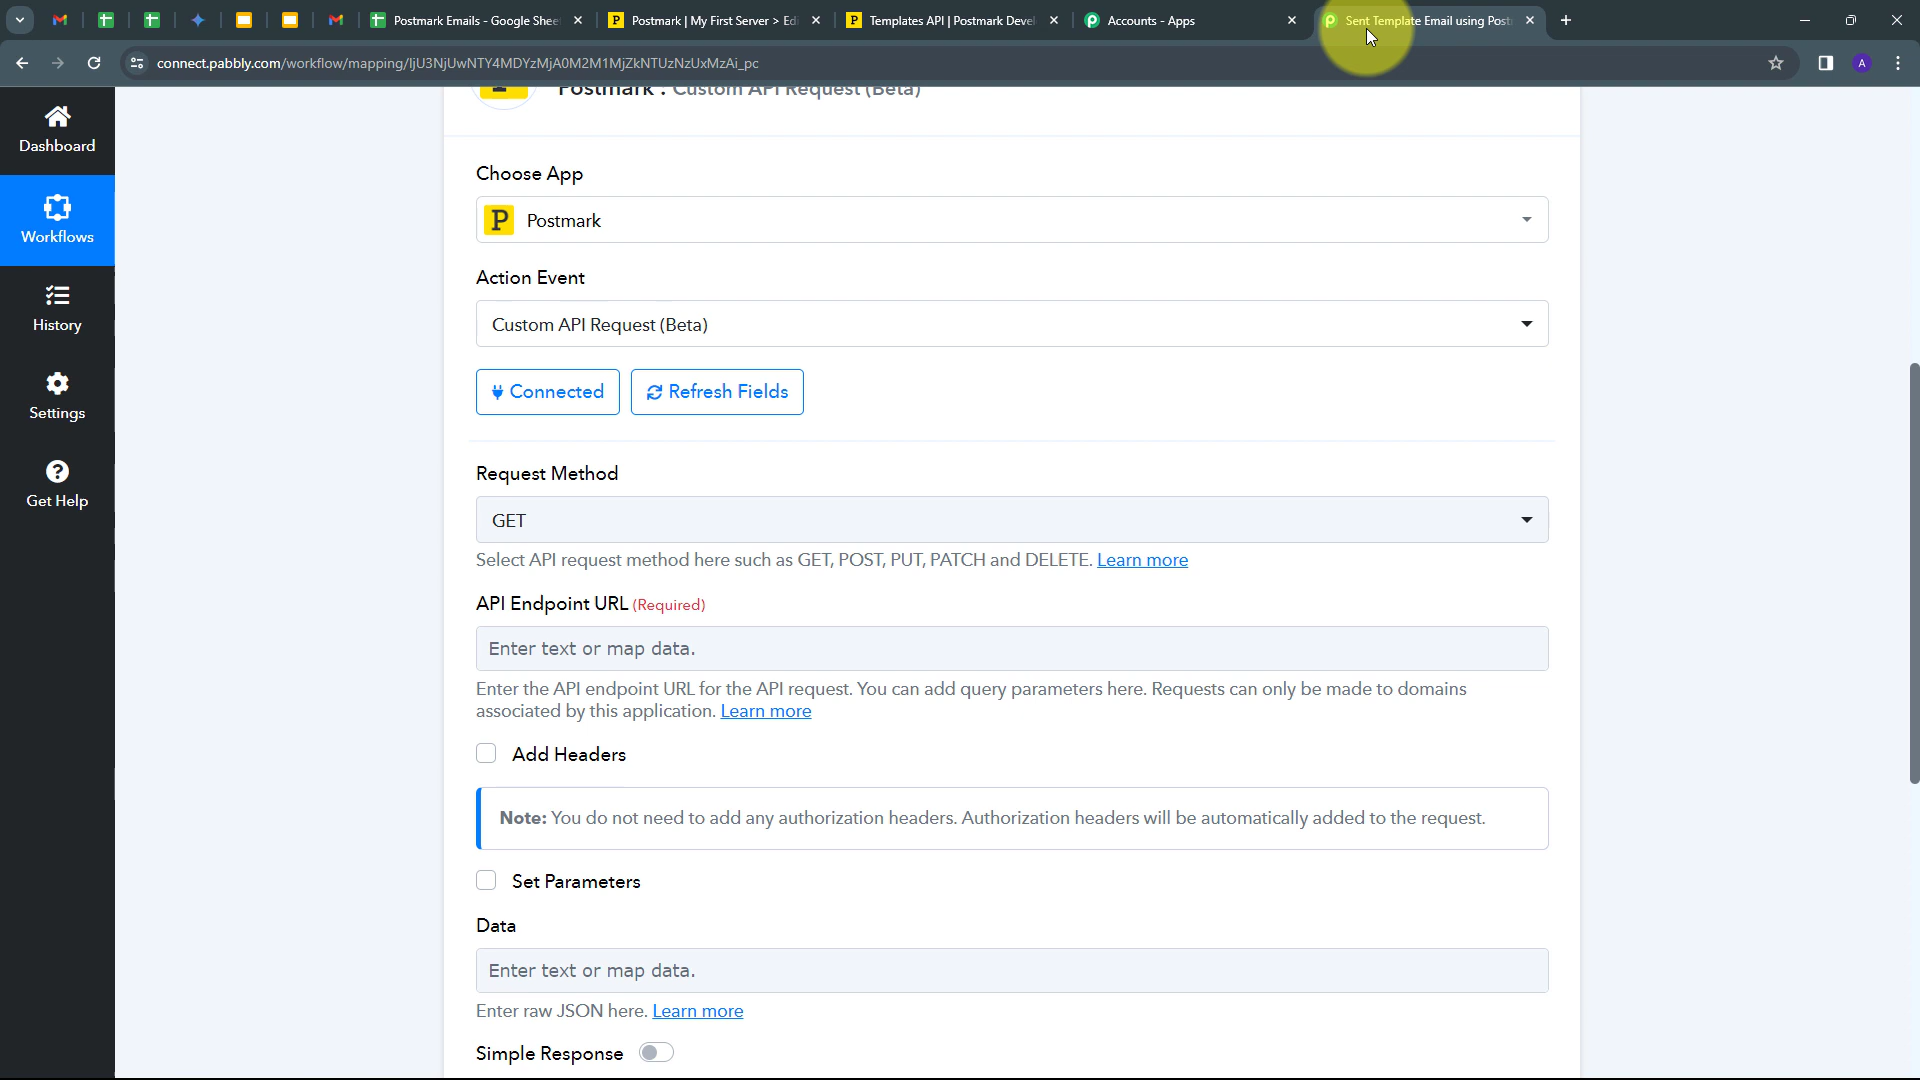 Postmark Emails - Google Shee
Postmark | My First Server > Ed
Templates API | Postmark Devel
Accounts - Apps
Sent Template Email using Post
connect.pabbly.com/workflow/mapping/IjU3NjUwNTY4MDYzMjA0M2M1MjZkNTUzNzUxMzAi_pc
A
Postmark : Custom API Request (Beta)
Dashboard
Workflows
History
Settings
Get Help
Choose App
P Postmark
Action Event
Custom API Request (Beta)
Connected
Refresh Fields
Request Method
GET
Select API request method here such as GET, POST, PUT, PATCH and DELETE. Learn more
API Endpoint URL (Required)
Enter text or map data.
Enter the API endpoint URL for the API request. You can add query parameters here. Requests can only be made to domains
associated by this application. Learn more
Add Headers
Note: You do not need to add any authorization headers. Authorization headers will be automatically added to the request.
Set Parameters
Data
Enter text or map data.
Enter raw JSON here. Learn more
Simple Response